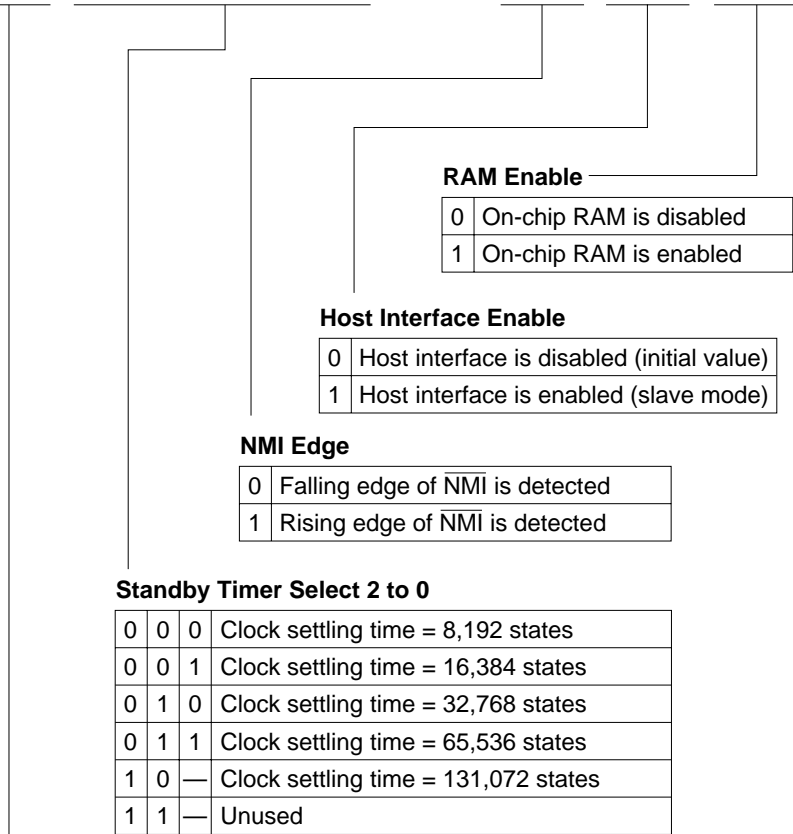 RAM Enable
0 On-chip RAM is disabled
1 On-chip RAM is enabled
Host Interface Enable
0 Host interface is disabled (initial value)
1 Host interface is enabled (slave mode)
NMI Edge
0 Falling edge of N̅M̅I̅ is detected
1 Rising edge of N̅M̅I̅ is detected
Standby Timer Select 2 to 0
0 0 0 Clock settling time = 8,192 states
0 0 1 Clock settling time = 16,384 states
0 1 0 Clock settling time = 32,768 states
0 1 1 Clock settling time = 65,536 states
1 0 — Clock settling time = 131,072 states
1 1 — Unused